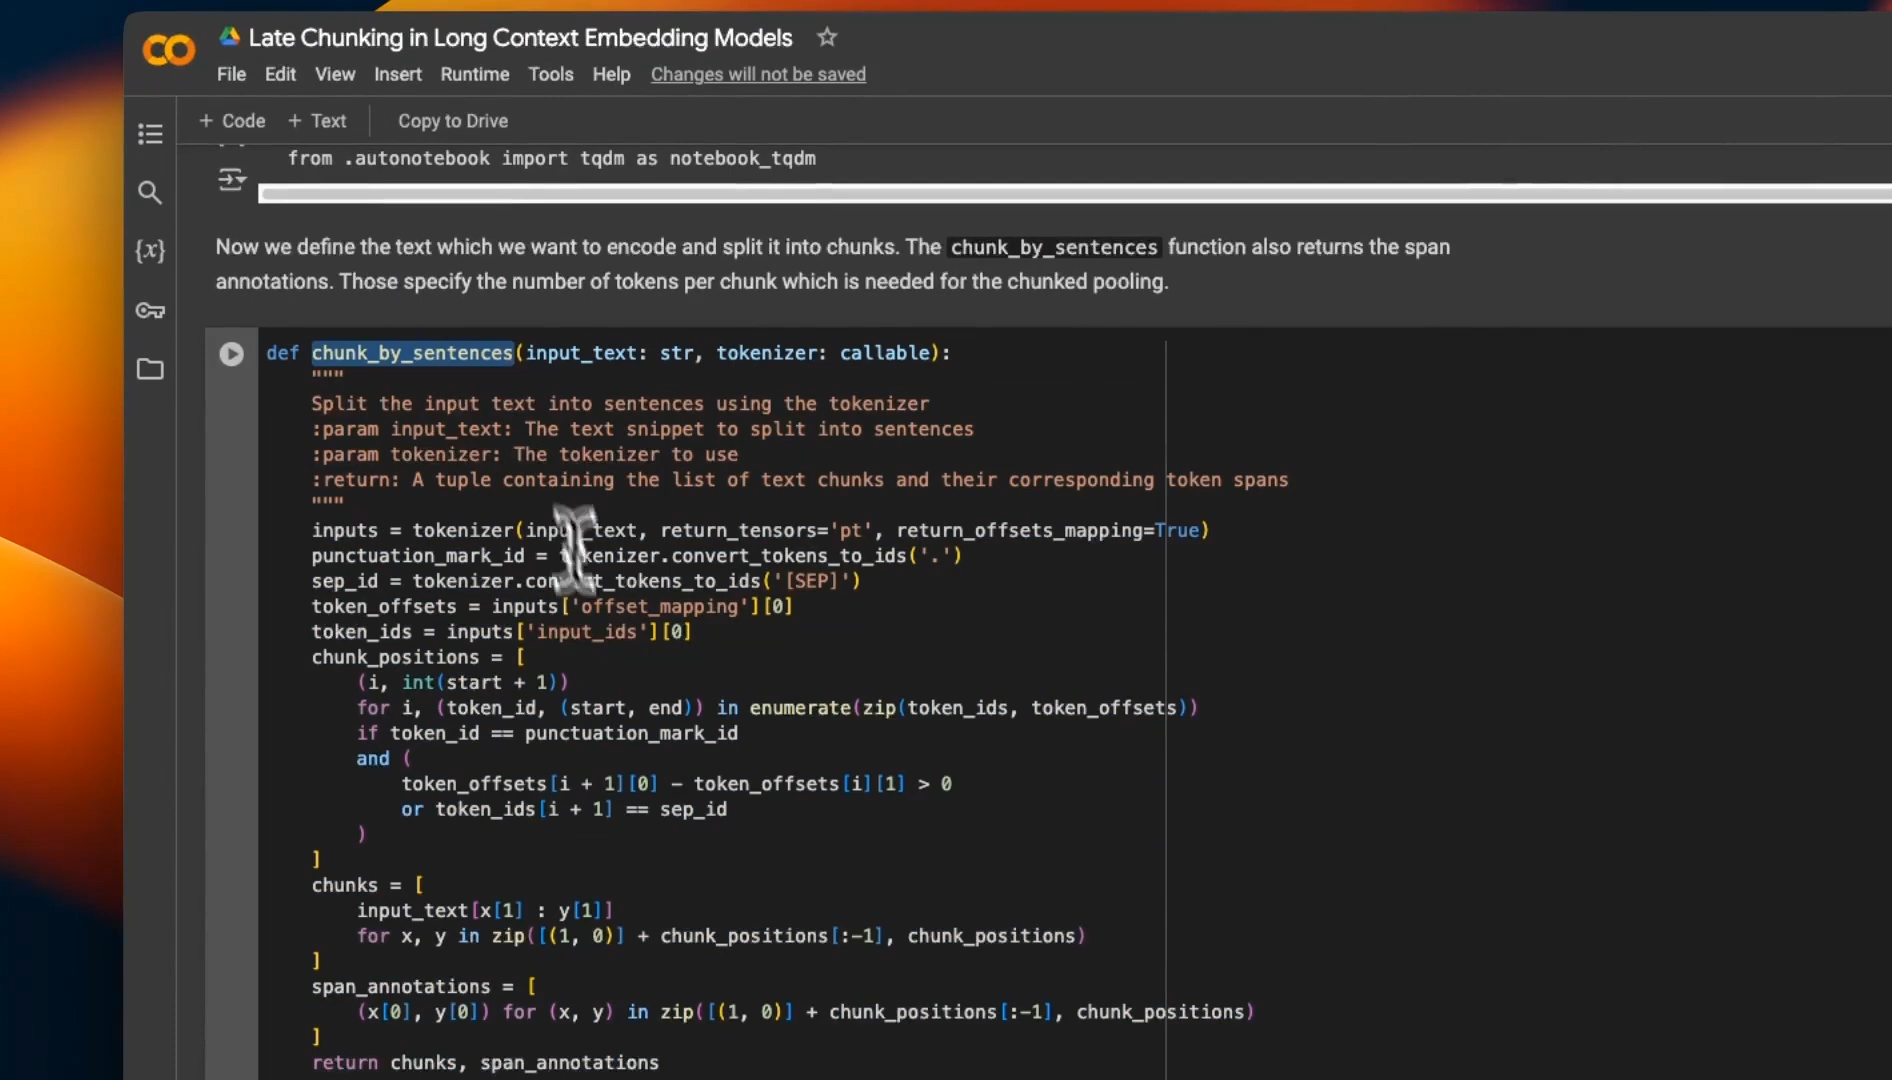 Late Chunking in Long Context Embedding Models
File Edit View Insert Runtime Tools Help Changes will not be saved
+ Code + Text Copy to Drive
from .autonotebook import tqdm as notebook_tqdm
Now we define the text which we want to encode and split it into chunks. The chunk_by_sentences function also returns the span
annotations. Those specify the number of tokens per chunk which is needed for the chunked pooling.
def chunk_by_sentences(input_text: str, tokenizer: callable):
"""
Split the input text into sentences using the tokenizer
:param input_text: The text snippet to split into sentences
:param tokenizer: The tokenizer to use
:return: A tuple containing the list of text chunks and their corresponding token spans
"""
inputs = tokenizer(input_text, return_tensors='pt', return_offsets_mapping=True)
punctuation_mark_id = tokenizer.convert_tokens_to_ids('.')
sep_id = tokenizer.convert_tokens_to_ids('[SEP]')
token_offsets = inputs['offset_mapping'][0]
token_ids = inputs['input_ids'][0]
chunk_positions = [
(i, int(start + 1))
for i, (token_id, (start, end)) in enumerate(zip(token_ids, token_offsets))
if token_id == punctuation_mark_id
and (
token_offsets[i + 1][0] - token_offsets[i][1] > 0
or token_ids[i + 1] == sep_id
)
]
chunks = [
input_text[x[1] : y[1]]
for x, y in zip([(1, 0)] + chunk_positions[:-1], chunk_positions)
]
span_annotations = [
(x[0], y[0]) for (x, y) in zip([(1, 0)] + chunk_positions[:-1], chunk_positions)
]
return chunks, span_annotations